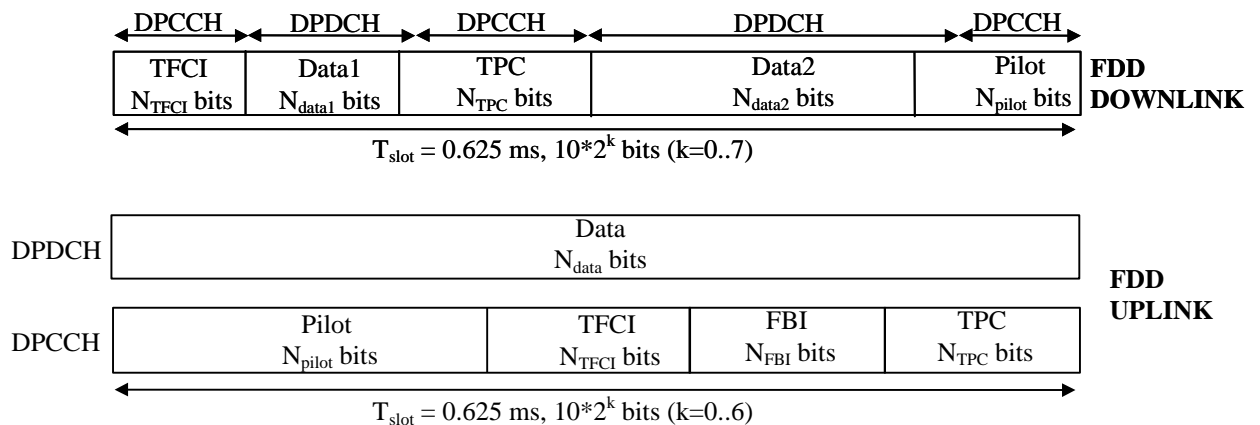 DPCCH DPDCH DPCCH DPDCH DPCCH
TFCI Data1 TPC Data2 Pilot FDD
N_TFCI bits N_data1 bits N_TPC bits N_data2 bits N_pilot bits DOWNLINK
T_slot = 0.625 ms, 10*2^k bits (k=0..7)
Data
DPDCH N_data bits FDD
UPLINK
Pilot TFCI FBI TPC
DPCCH N_pilot bits N_TFCI bits N_FBI bits N_TPC bits
T_slot = 0.625 ms, 10*2^k bits (k=0..6)